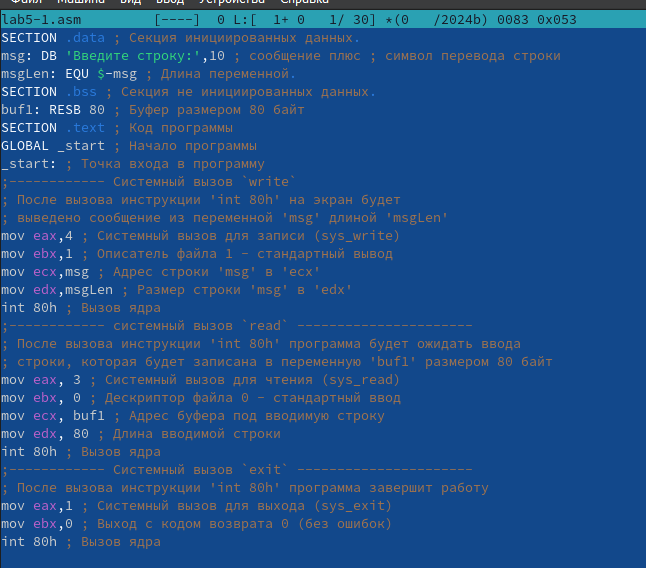 Файл Машина Вид Ввод Устройства Справка
lab5-1.asm [----] 0 L:[ 1+ 0 1/ 30] *(0 /2024b) 0083 0x053
SECTION .data ; Секция инициированных данных.
msg: DB 'Введите строку:',10 ; сообщение плюс ; символ перевода строки
msgLen: EQU $-msg ; Длина переменной.
SECTION .bss ; Секция не инициированных данных.
buf1: RESB 80 ; Буфер размером 80 байт
SECTION .text ; Код программы
GLOBAL _start ; Начало программы
_start: ; Точка входа в программу
;------------ Системный вызов `write`
; После вызова инструкции 'int 80h' на экран будет
; выведено сообщение из переменной 'msg' длиной 'msgLen'
mov eax,4 ; Системный вызов для записи (sys_write)
mov ebx,1 ; Описатель файла 1 - стандартный вывод
mov ecx,msg ; Адрес строки 'msg' в 'ecx'
mov edx,msgLen ; Размер строки 'msg' в 'edx'
int 80h ; Вызов ядра
;------------ системный вызов `read` ----------------------
; После вызова инструкции 'int 80h' программа будет ожидать ввода
; строки, которая будет записана в переменную 'buf1' размером 80 байт
mov eax, 3 ; Системный вызов для чтения (sys_read)
mov ebx, 0 ; Дескриптор файла 0 - стандартный ввод
mov ecx, buf1 ; Адрес буфера под вводимую строку
mov edx, 80 ; Длина вводимой строки
int 80h ; Вызов ядра
;------------ Системный вызов `exit` ----------------------
; После вызова инструкции 'int 80h' программа завершит работу
mov eax,1 ; Системный вызов для выхода (sys_exit)
mov ebx,0 ; Выход с кодом возврата 0 (без ошибок)
int 80h ; Вызов ядра